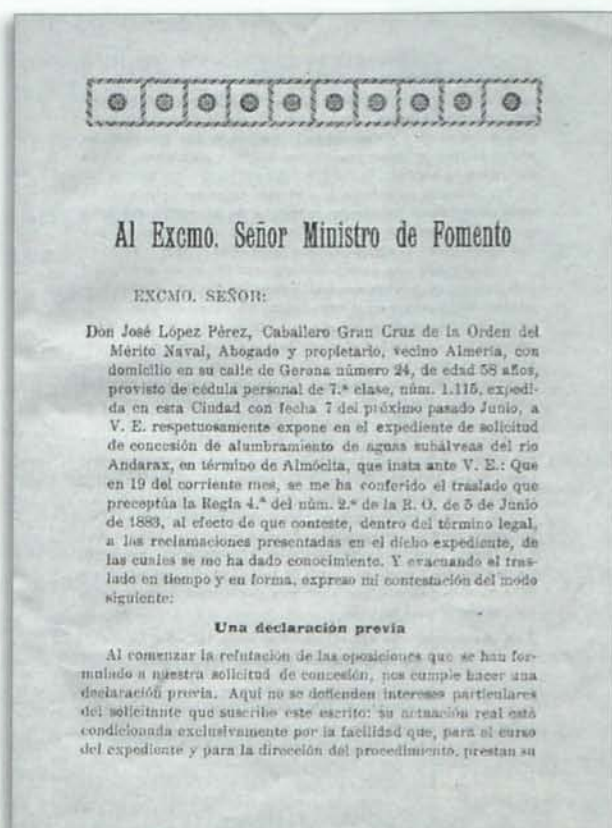 Al Excmo. Señor Ministro de Fomento
EXCMO. SEÑOR:
Don José López Pérez, Caballero Gran Cruz de la Orden del
Mérito Naval, Abogado y propietario, vecino Almería, con
domicilio en su calle de Gerona número 24, de edad 58 años,
provisto de cédula personal de 7.ª clase, núm. 1.115, expedi-
da en esta Ciudad con fecha 7 del próximo pasado Junio, a
V. E. respetuosamente expone en el expediente de solicitud
de concesión de alumbramiento de aguas subálveas del rio
Andarax, en término de Almócita, que insta ante V. E.: Que
en 19 del corriente mes, se me ha conferido el traslado que
preceptúa la Regla 4.ª del núm. 2.º de la R. O. de 5 de Junio
de 1883, al efecto de que conteste, dentro del término legal,
a las reclamaciones presentadas en el dicho expediente, de
las cuales se me ha dado conocimiento. Y evacuando el tras-
lado en tiempo y en forma, expreso mi contestación del modo
siguiente:
Una declaración previa
Al comenzar la refutación de las oposiciones que se han for-
mulado a nuestra solicitud de concesión, nos cumple hacer una
declaración previa. Aquí no se defienden intereses particulares
del solicitante que suscribe este escrito: su actuación real está
condicionada exclusivamente por la facilidad que, para el curso
del expediente y para la dirección del procedimiento, prestan su